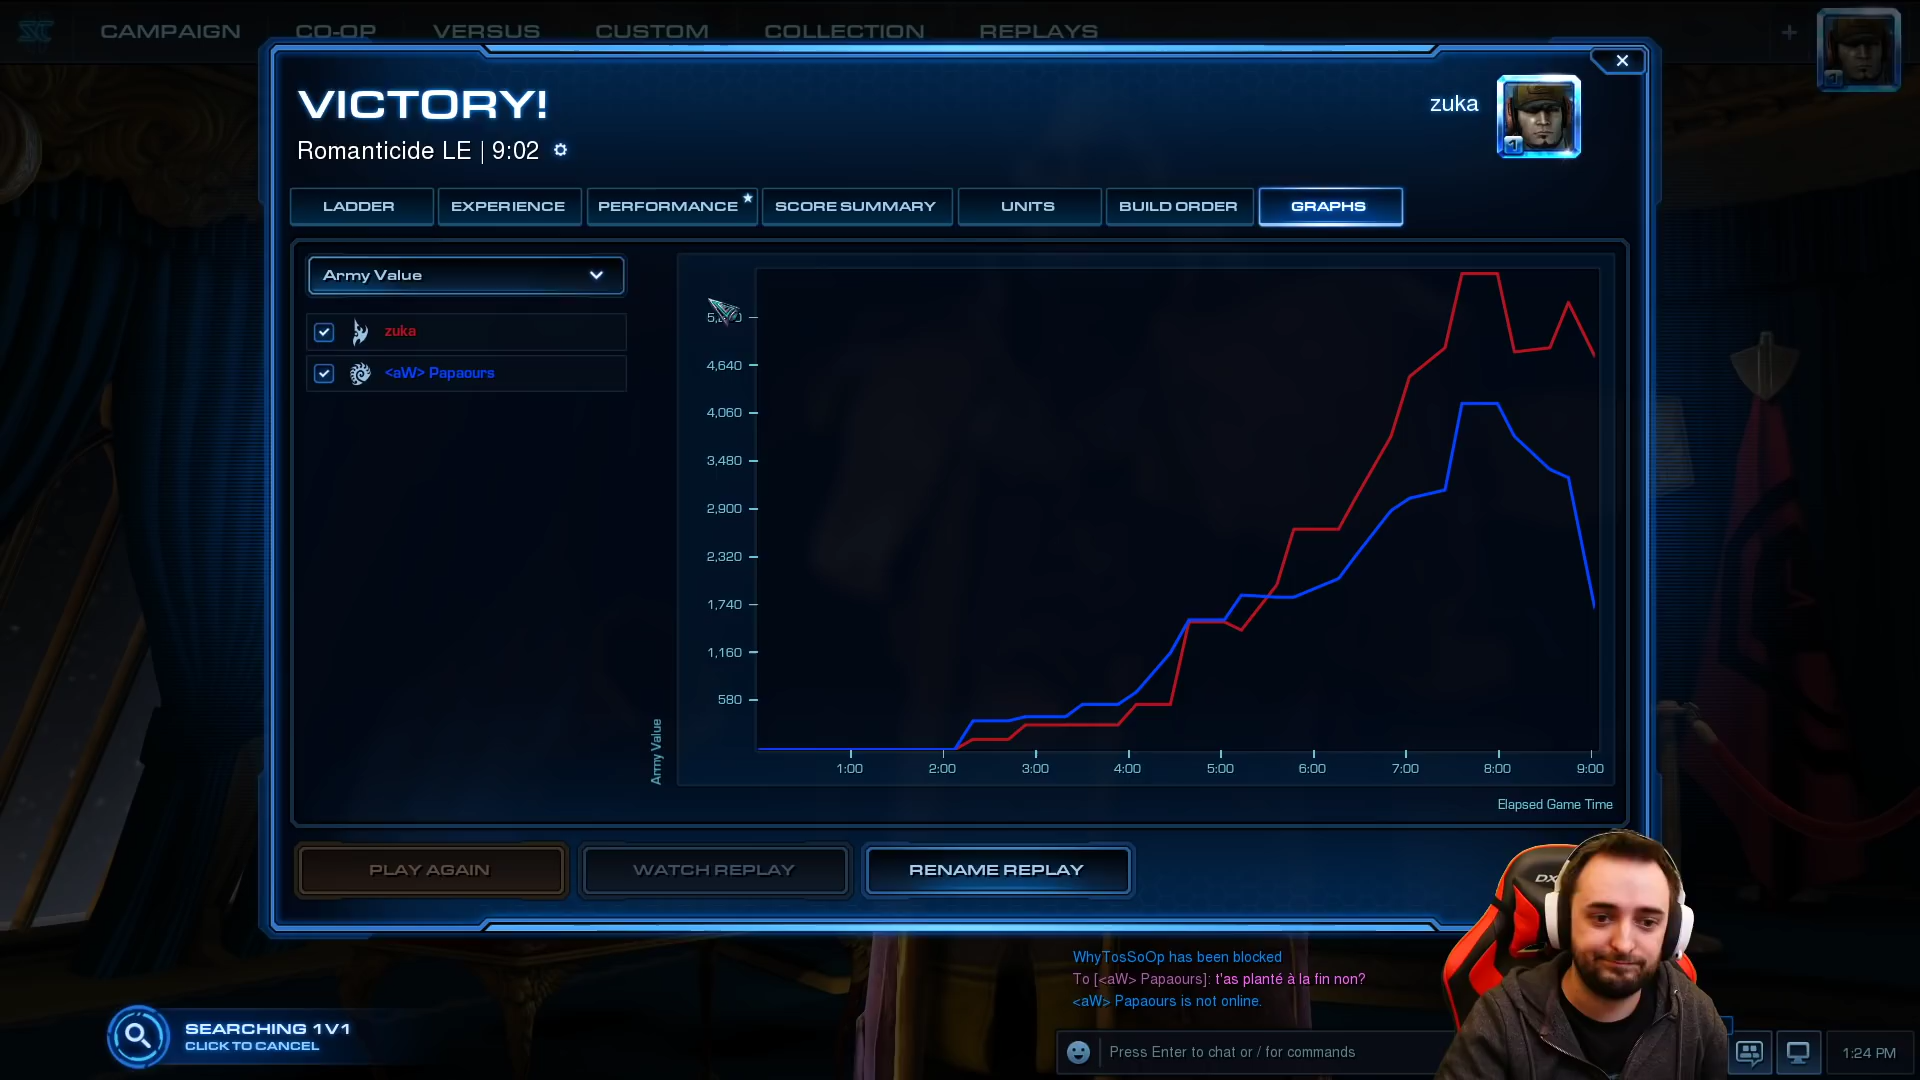 CAMPAIGN CO-OP VERSUS CUSTOM COLLECTION REPLAYS
VICTORY!
zuka
Romanticide LE | 9:02
LADDER EXPERIENCE PERFORMANCE SCORE SUMMARY UNITS BUILD ORDER GRAPHS
Army Value
zuka
<aW> Papaours
4,640
4,060
3,480
2,900
2,320
1,740
1,160
580
Army Value
1:00 2:00 3:00 4:00 5:00 6:00 7:00 8:00 9:00
Elapsed Game Time
PLAY AGAIN WATCH REPLAY RENAME REPLAY
WhyTosSoOp has been blocked
To [<aW> Papaours]: t'as planté à la fin non?
<aW> Papaours is not online.
SEARCHING 1V1
CLICK TO CANCEL
Press Enter to chat or / for commands
1:24 PM
DX